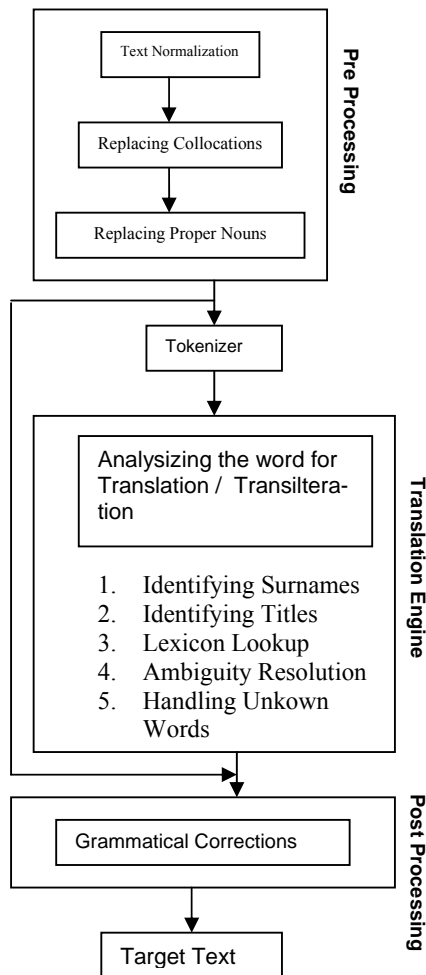 Text Normalization
Replacing Collocations
Replacing Proper Nouns
Pre Processing
Tokenizer
Analysizing the word for
Translation / Transiltera-
tion
1. Identifying Surnames
2. Identifying Titles
3. Lexicon Lookup
4. Ambiguity Resolution
5. Handling Unkown
Words
Translation Engine
Grammatical Corrections
Post Processing
Target Text